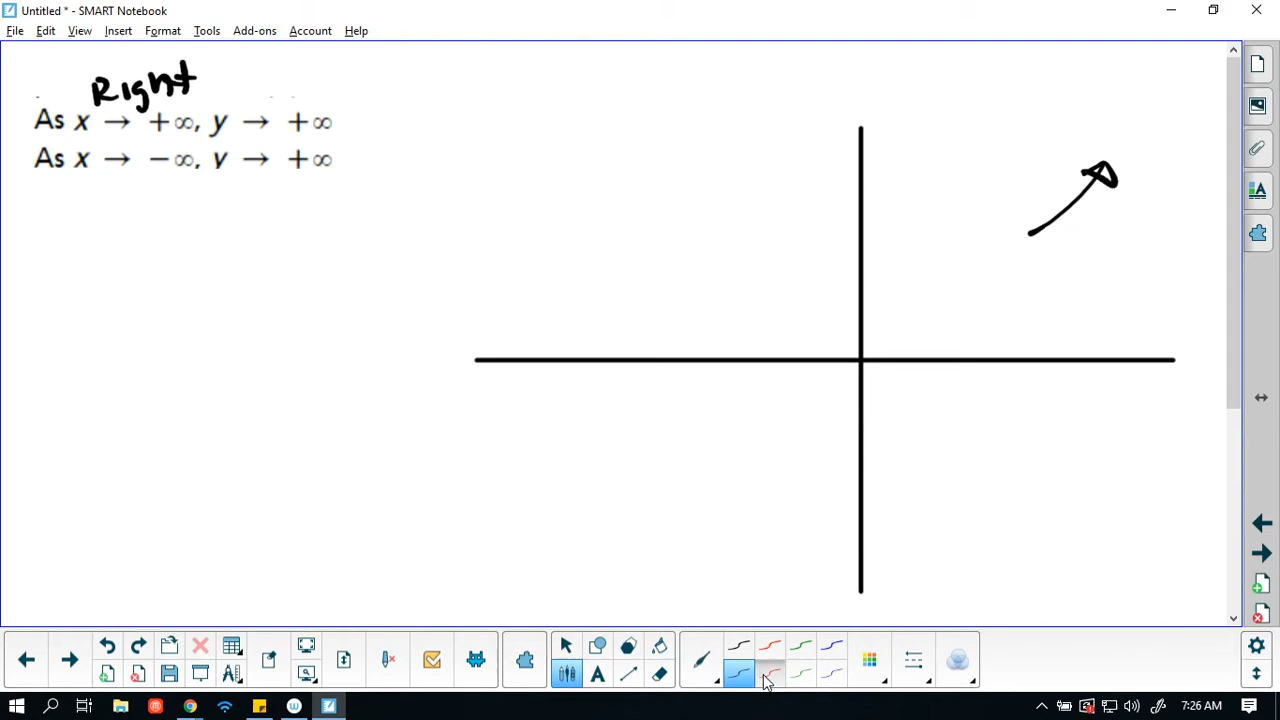 Untitled * - SMART Notebook
File Edit View Insert Format Tools Add-ons Account Help
Right
As x → +∞, y → +∞
As x → −∞, y → +∞
7:26 AM